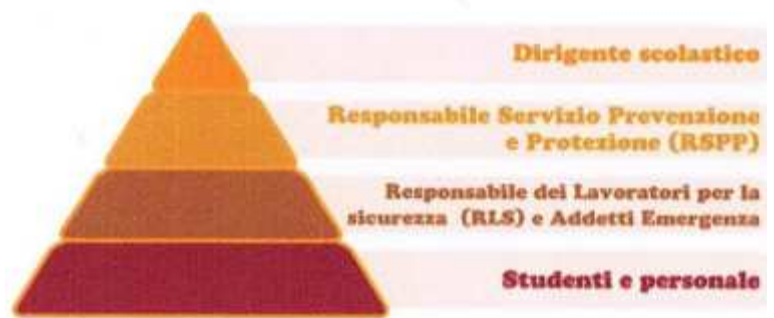 Dirigente scolastico
Responsabile Servizio Prevenzione
e Protezione (RSPP)
Responsabile dei Lavoratori per la
sicurezza (RLS) e Addetti Emergenza
Studenti e personale